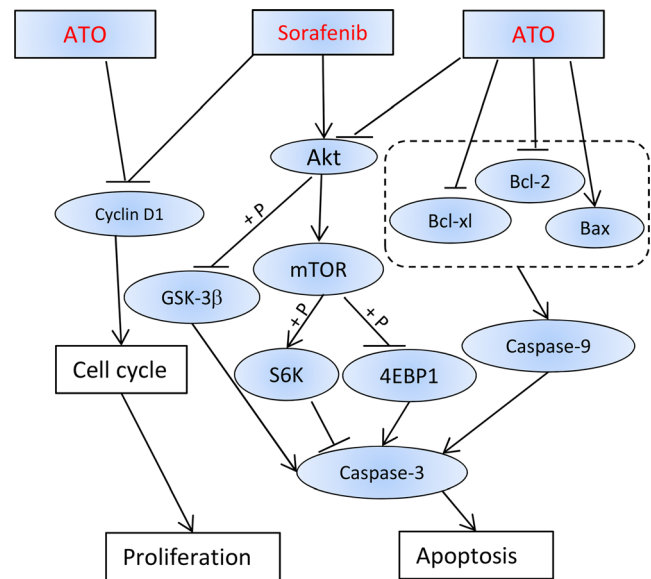 ATO
Sorafenib
ATO
Akt
Bcl-2
Cyclin D1
Bcl-xl
Bax
+ P
mTOR
GSK-3β
+ P
+ P
Caspase-9
Cell cycle
S6K
4EBP1
Caspase-3
Proliferation
Apoptosis